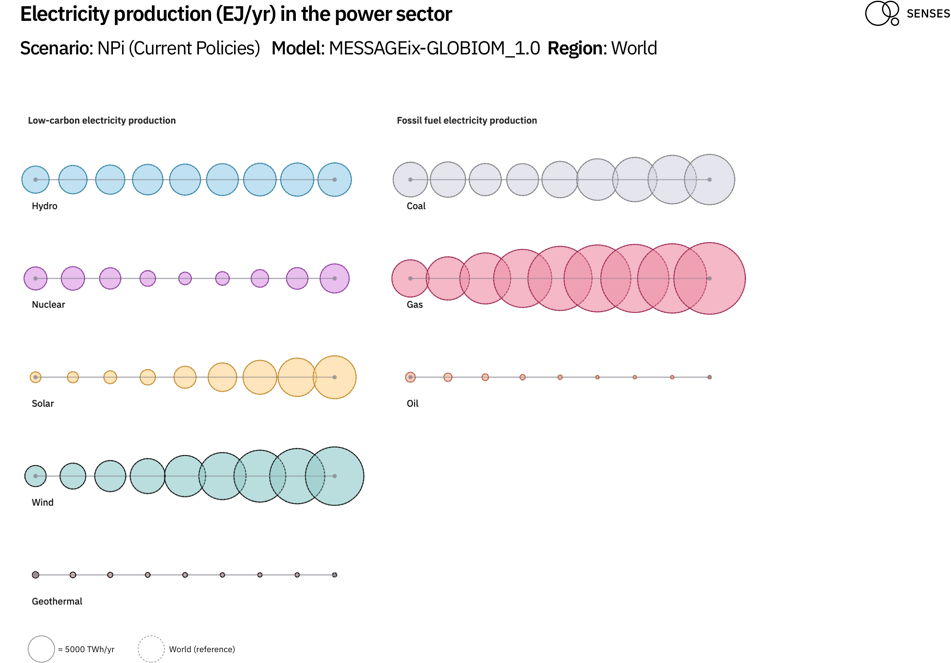 Electricity production (EJ/yr) in the power sector
SENSES
Scenario: NPi (Current Policies) Model: MESSAGEix-GLOBIOM_1.0 Region: World
Low-carbon electricity production
Fossil fuel electricity production
Hydro
Coal
Nuclear
Gas
Solar
Oil
Wind
Geothermal
= 5000 TWh/yr
World (reference)